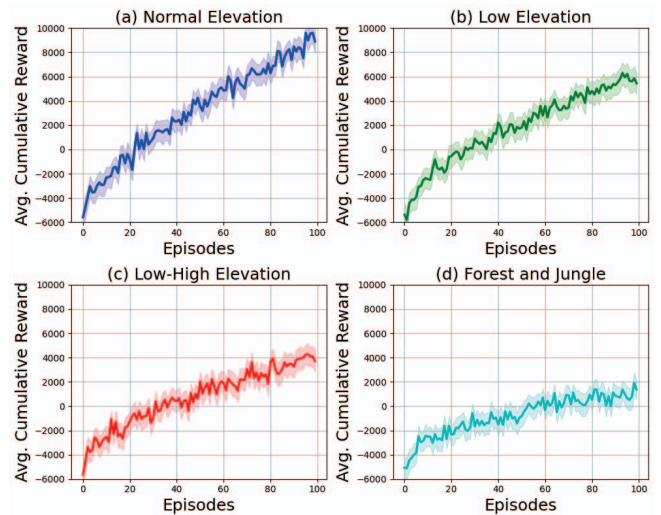 (a) Normal Elevation
Avg. Cumulative Reward
10000
8000
6000
4000
2000
0
−2000
−4000
−6000
0 20 40 60 80 100
Episodes
(b) Low Elevation
Avg. Cumulative Reward
10000
8000
6000
4000
2000
0
−2000
−4000
−6000
0 20 40 60 80 100
Episodes
(c) Low-High Elevation
Avg. Cumulative Reward
10000
8000
6000
4000
2000
0
−2000
−4000
−6000
0 20 40 60 80 100
Episodes
(d) Forest and Jungle
Avg. Cumulative Reward
10000
8000
6000
4000
2000
0
−2000
−4000
−6000
0 20 40 60 80 100
Episodes